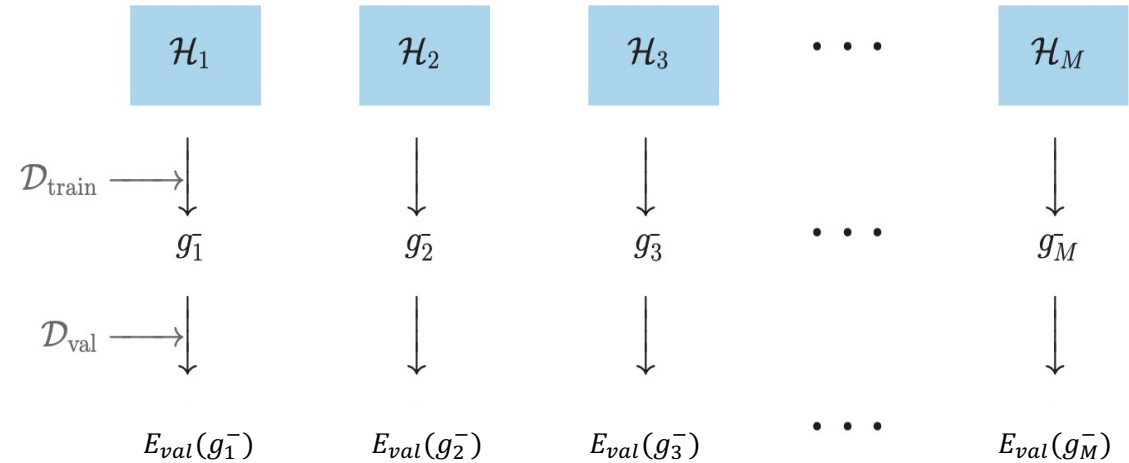 ℋ₁ ℋ₂ ℋ₃ • • • ℋ_M
𝒟_train
g₁⁻ g₂⁻ g₃⁻ • • • g_M⁻
𝒟_val
E_val(g₁⁻) E_val(g₂⁻) E_val(g₃⁻) • • • E_val(g_M⁻)